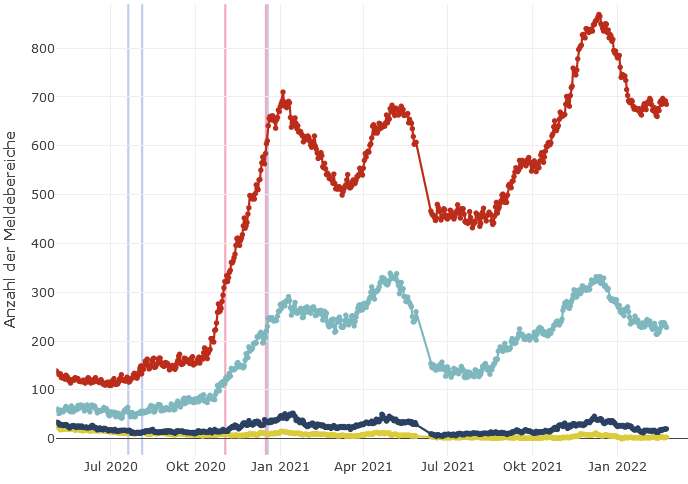 Anzahl der Meldebereiche
800
700
600
500
400
300
200
100
0
Jul 2020
Okt 2020
Jan 2021
Apr 2021
Jul 2021
Okt 2021
Jan 2022